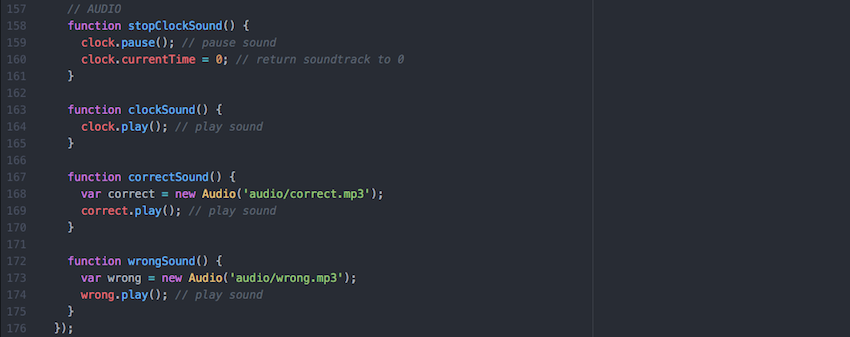 157 // AUDIO
158 function stopClockSound() {
159 clock.pause(); // pause sound
160 clock.currentTime = 0; // return soundtrack to 0
161 }
162
163 function clockSound() {
164 clock.play(); // play sound
165 }
166
167 function correctSound() {
168 var correct = new Audio('audio/correct.mp3');
169 correct.play(); // play sound
170 }
171
172 function wrongSound() {
173 var wrong = new Audio('audio/wrong.mp3');
174 wrong.play(); // play sound
175 }
176 });